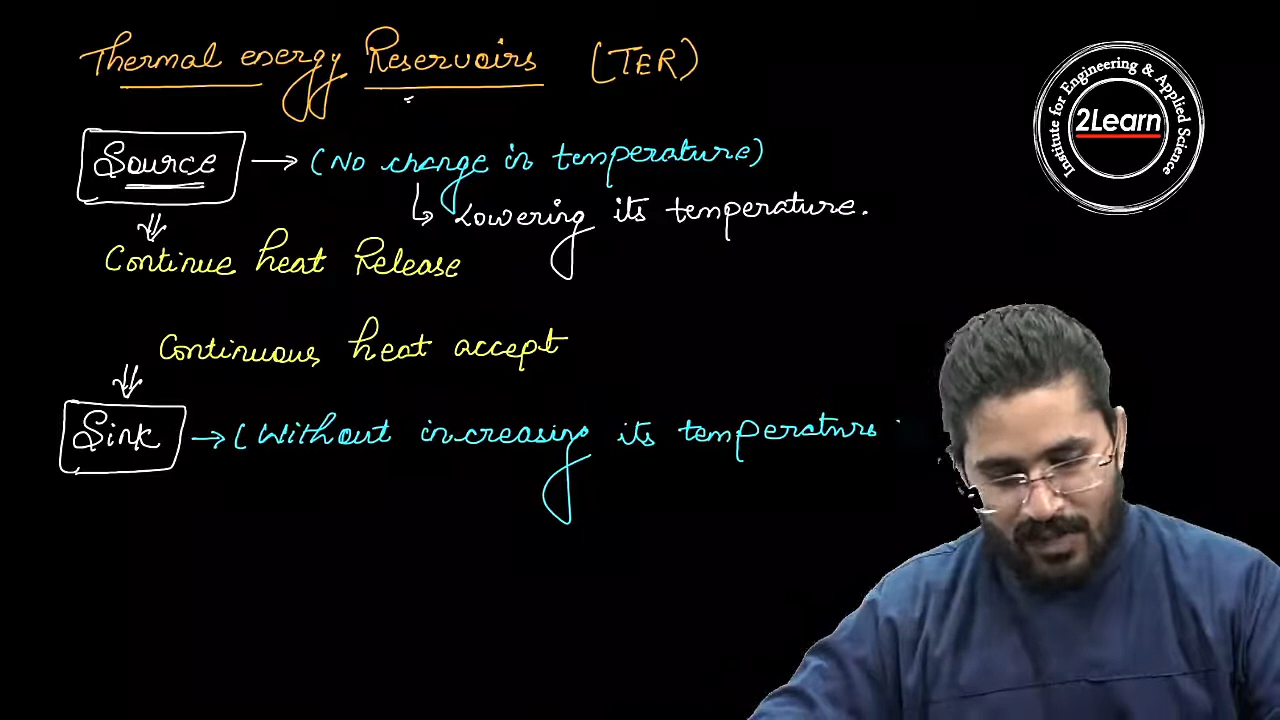 Thermal energy Reservoirs (TER)
Source → (No change in temperature)
↳ Lowering its temperature.
Continue heat Release
Continuous heat accept
Sink → (Without increasing its temperature
Institute for Engineering & Applied Science
2Learn